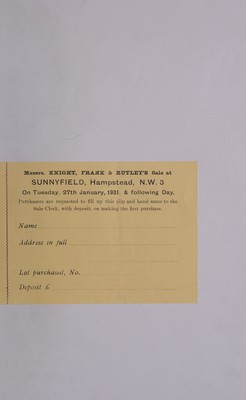 Messrs. KNIGHT, FRANK & RUTLEY'S Sale at
SUNNYFIELD, Hampstead, N.W. 3
On Tuesday, 27th January, 1931, & following Day.
Purchasers are requested to fill up this slip and hand same to the
Sale Clerk, with deposit, on making the first purchase.
Name
Address in full
Lot purchased, No.
Deposit £